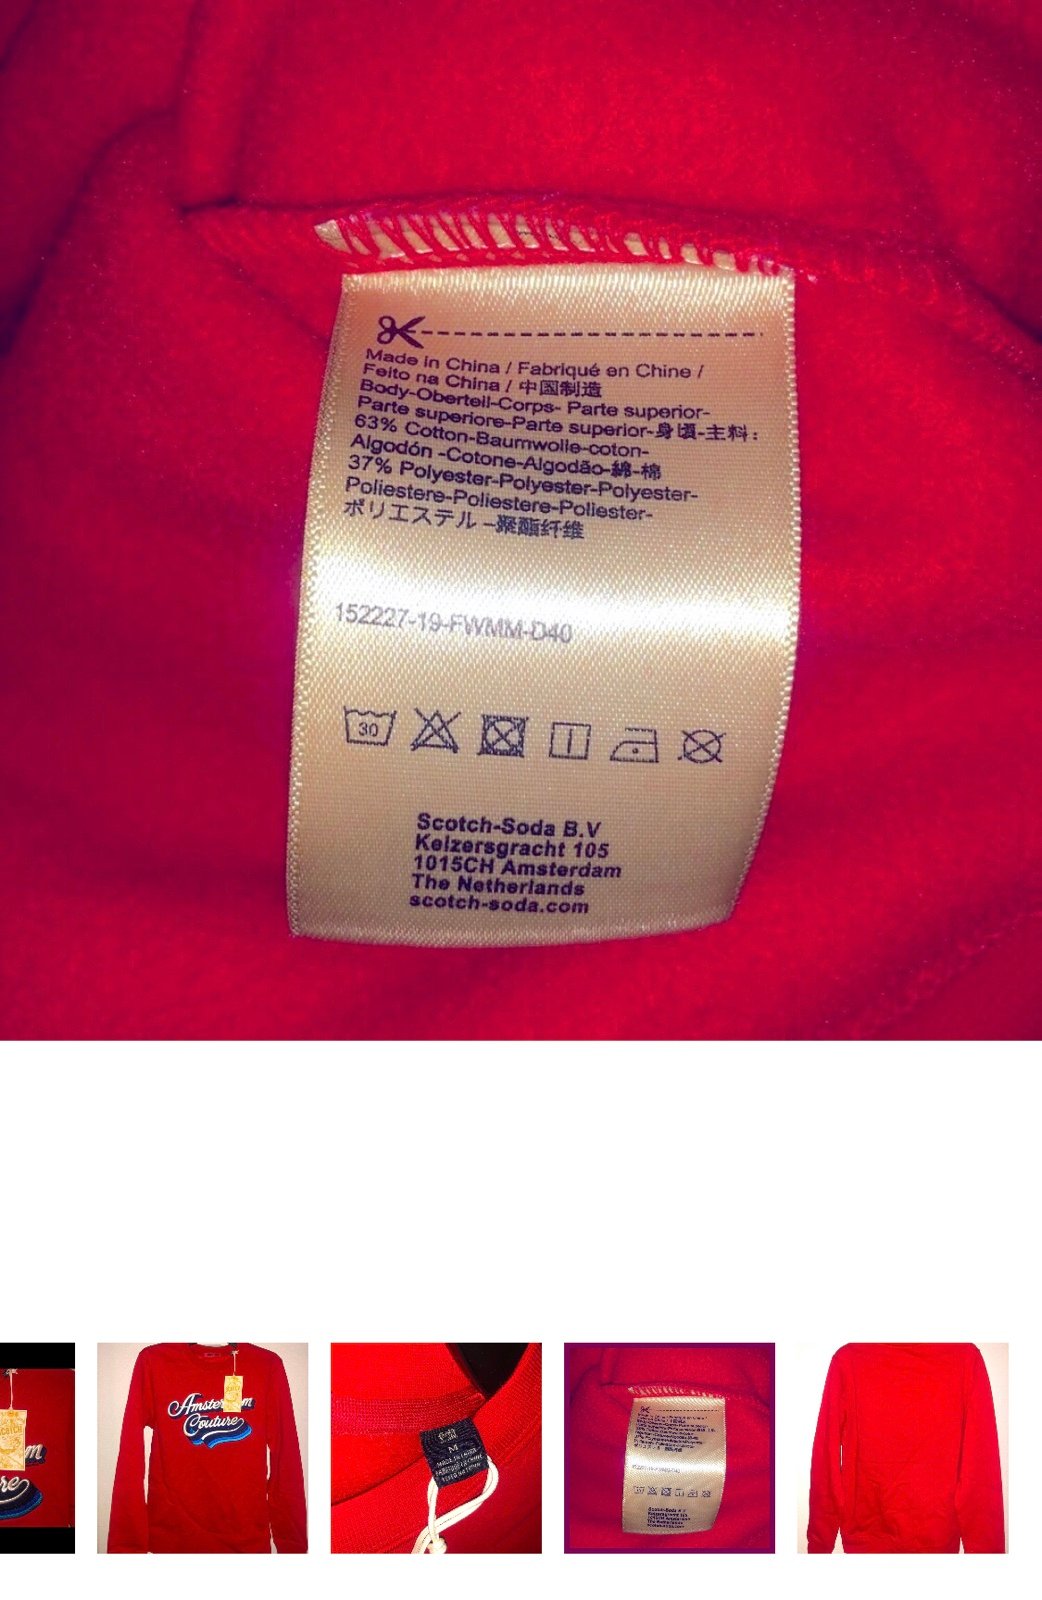 Made in China / Fabriqué en Chine /
Feito na China / 中国制造
Body-Oberteil-Corps- Parte superior-
Parte superiore-Parte superior-身頃-主料:
63% Cotton-Baumwolle-coton-
Algodón -Cotone-Algodão-綿-棉
37% Polyester-Polyester-Polyester-
Poliestere-Poliestere-Poliester-
ポリエステル -聚酯纤维
152227-19-FWMM-D40
30
Scotch-Soda B.V
Keizersgracht 105
1015CH Amsterdam
The Netherlands
scotch-soda.com
Amsterdam
Couture
M
MADE IN CHINA